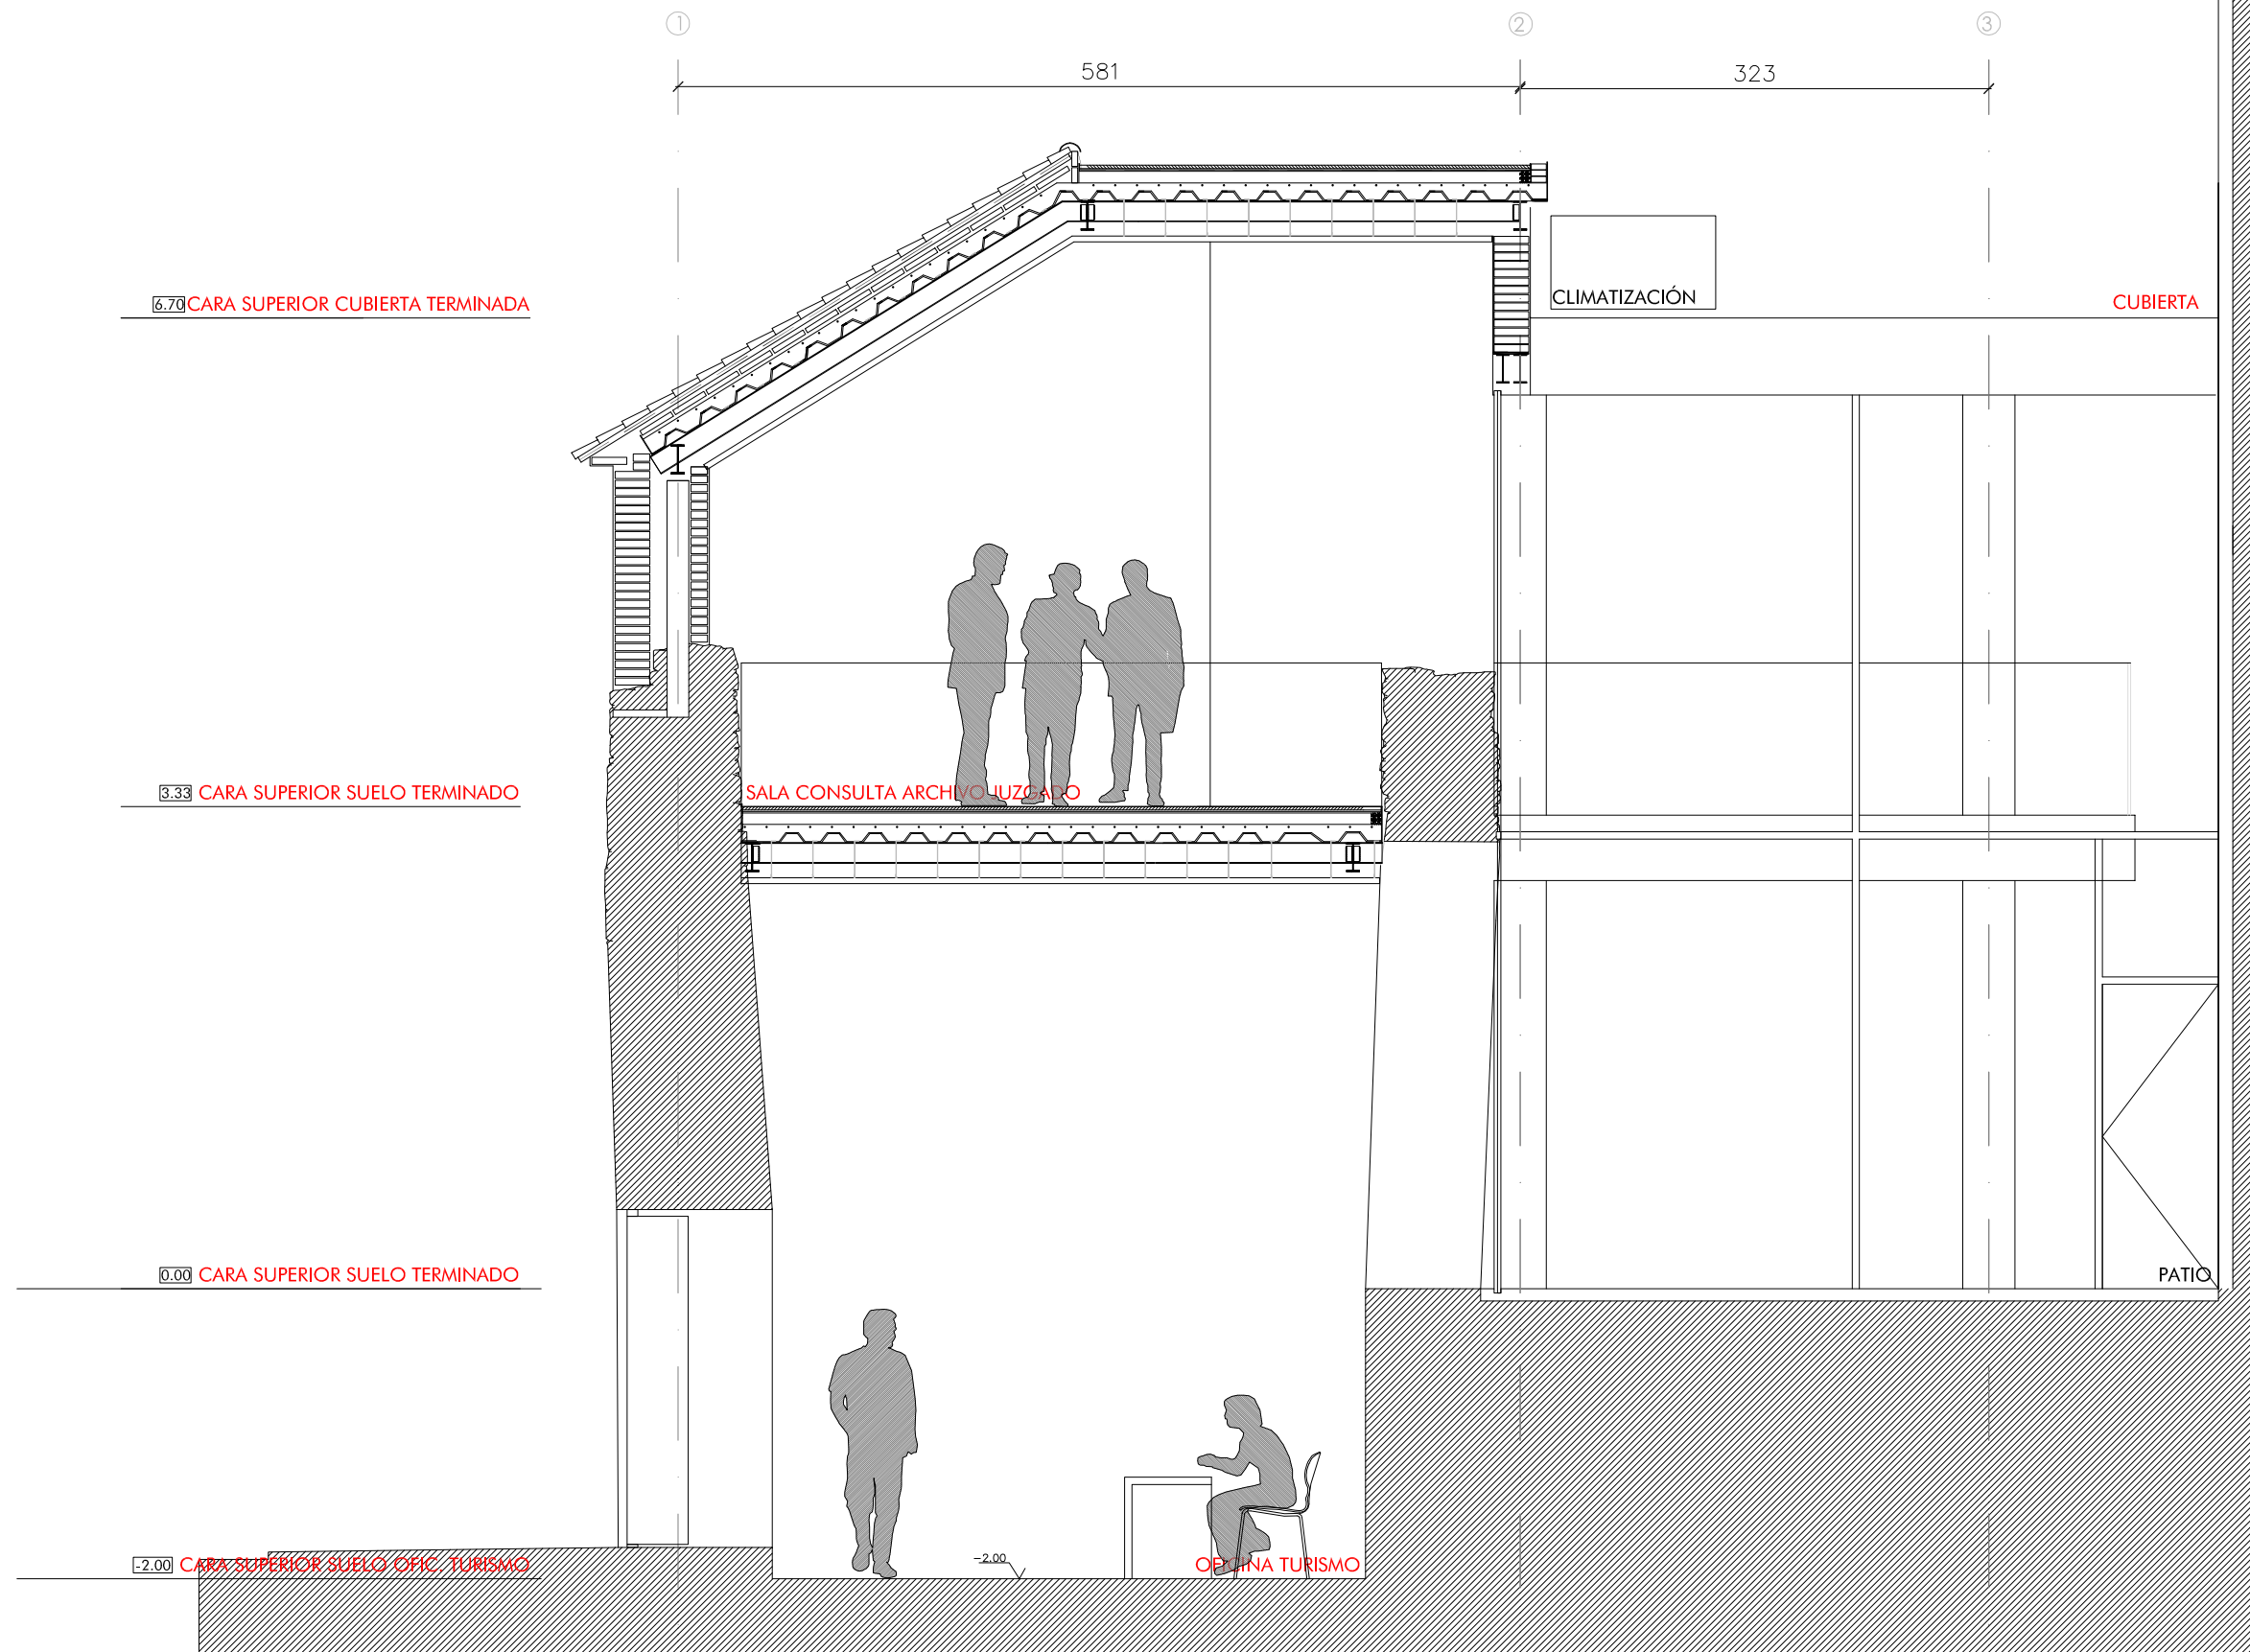 1
2
3
581
323
6.70 CARA SUPERIOR CUBIERTA TERMINADA
CLIMATIZACIÓN
CUBIERTA
3.33 CARA SUPERIOR SUELO TERMINADO
SALA CONSULTA ARCHIVO JUZGADO
0.00 CARA SUPERIOR SUELO TERMINADO
PATIO
-2.00 CARA SUPERIOR SUELO OFIC. TURISMO
-2.00
OFICINA TURISMO